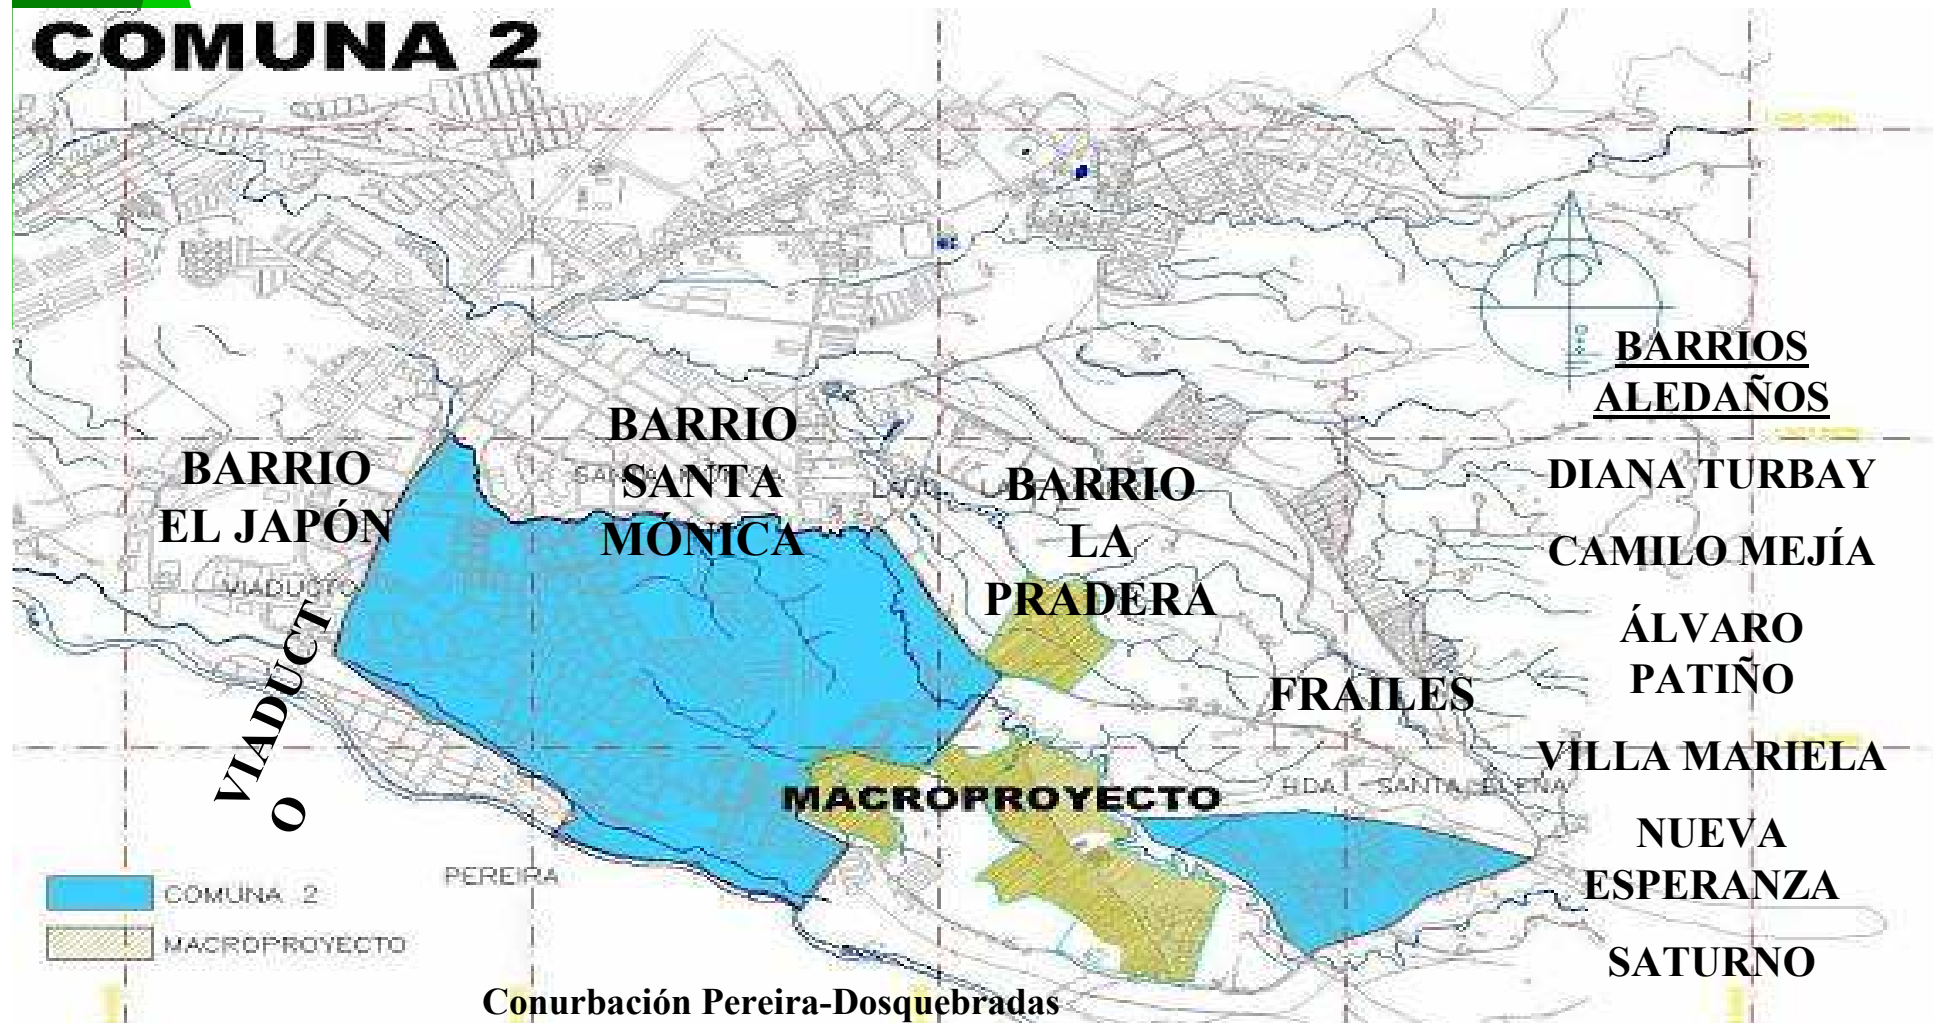 COMUNA 2
BARRIO
EL JAPÓN
BARRIO
SANTA
MÓNICA
BARRIO
LA
PRADERA
VIADUCTO
VIADUCT
O
FRAILES
MACROPROYECTO
BARRIOS
ALEDAÑOS
DIANA TURBAY
CAMILO MEJÍA
ÁLVARO
PATIÑO
VILLA MARIELA
NUEVA
ESPERANZA
SATURNO
HDA. SANTA ELENA
PEREIRA
COMUNA 2
MACROPROYECTO
Conurbación Pereira-Dosquebradas